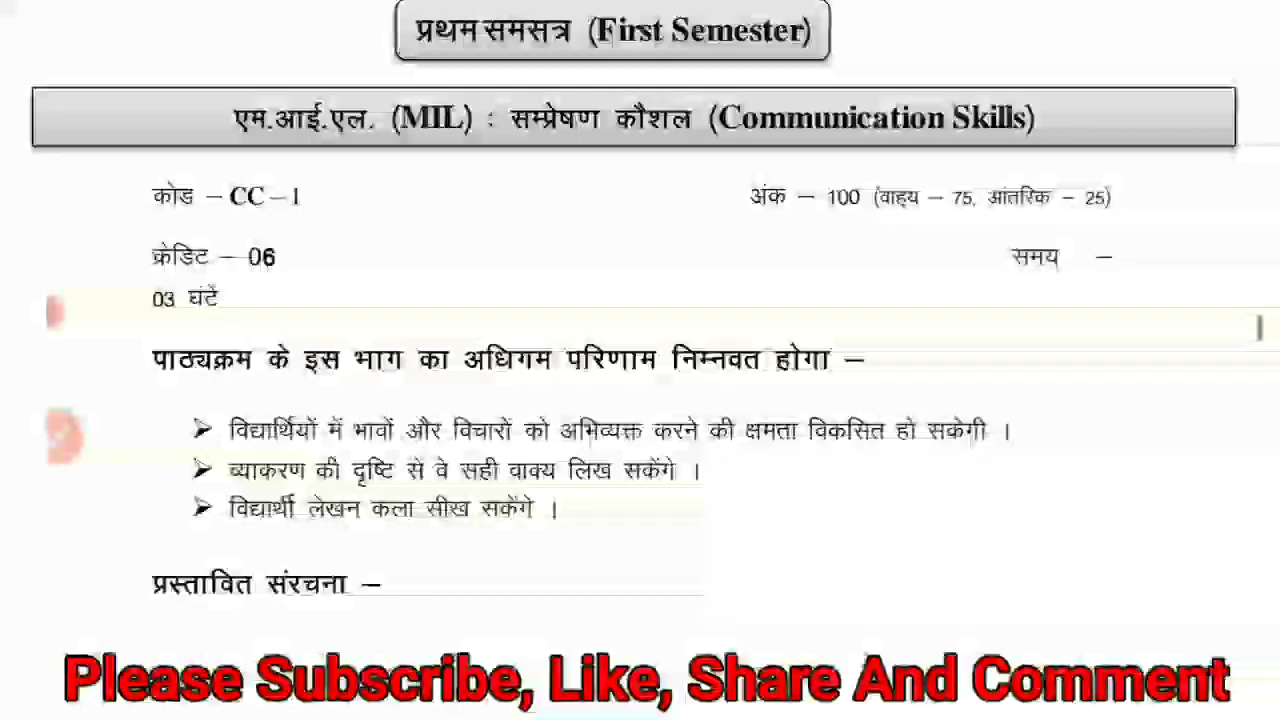 प्रथम समसत्र (First Semester)
एम.आई.एल. (MIL) : सम्प्रेषण कौशल (Communication Skills)
कोड – CC – 1 अंक – 100 (वाह्य – 75, आंतरिक – 25)
क्रेडिट – 06 समय –
03 घंटें
पाठ्यक्रम के इस भाग का अधिगम परिणाम निम्नवत होगा –
➢ विद्यार्थियों में भावों और विचारों को अभिव्यक्त करने की क्षमता विकसित हो सकेगी ।
➢ व्याकरण की दृष्टि से वे सही वाक्य लिख सकेंगे ।
➢ विद्यार्थी लेखन कला सीख सकेंगे ।
प्रस्तावित संरचना –
Please Subscribe, Like, Share And Comment